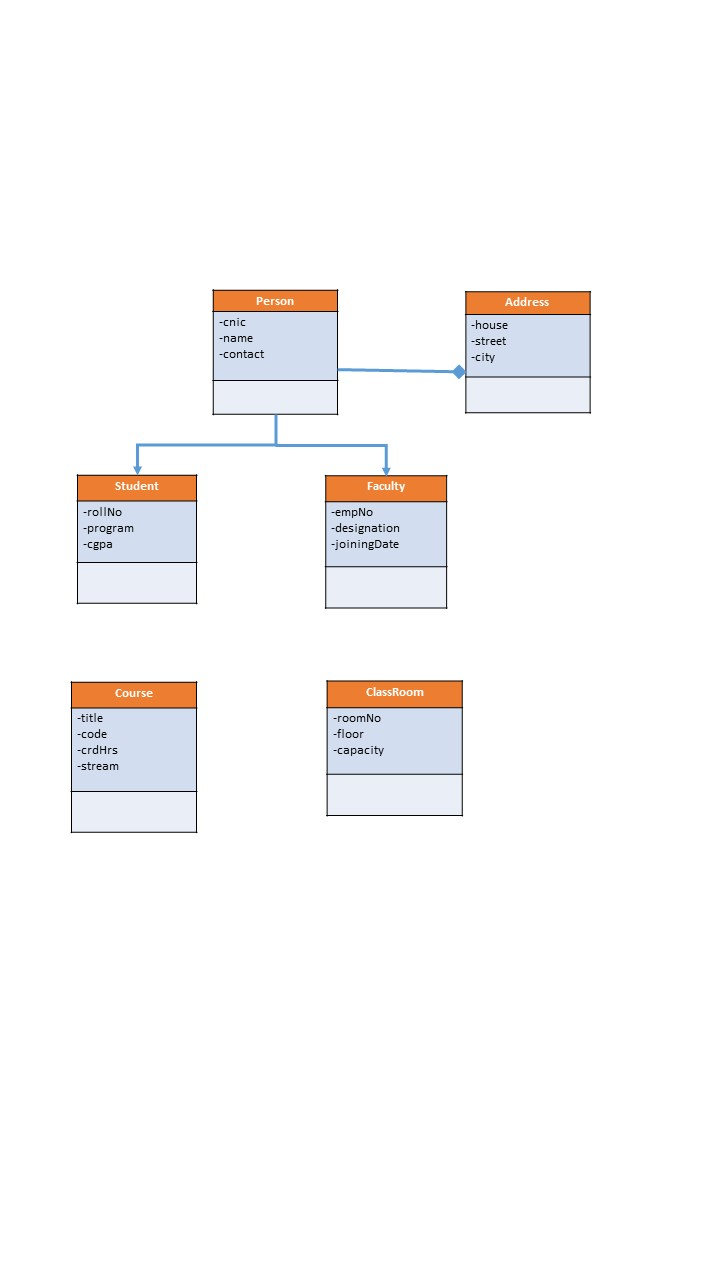 Person
-cnic
-name
-contact
Address
-house
-street
-city
Student
-rollNo
-program
-cgpa
Faculty
-empNo
-designation
-joiningDate
Course
-title
-code
-crdHrs
-stream
ClassRoom
-roomNo
-floor
-capacity